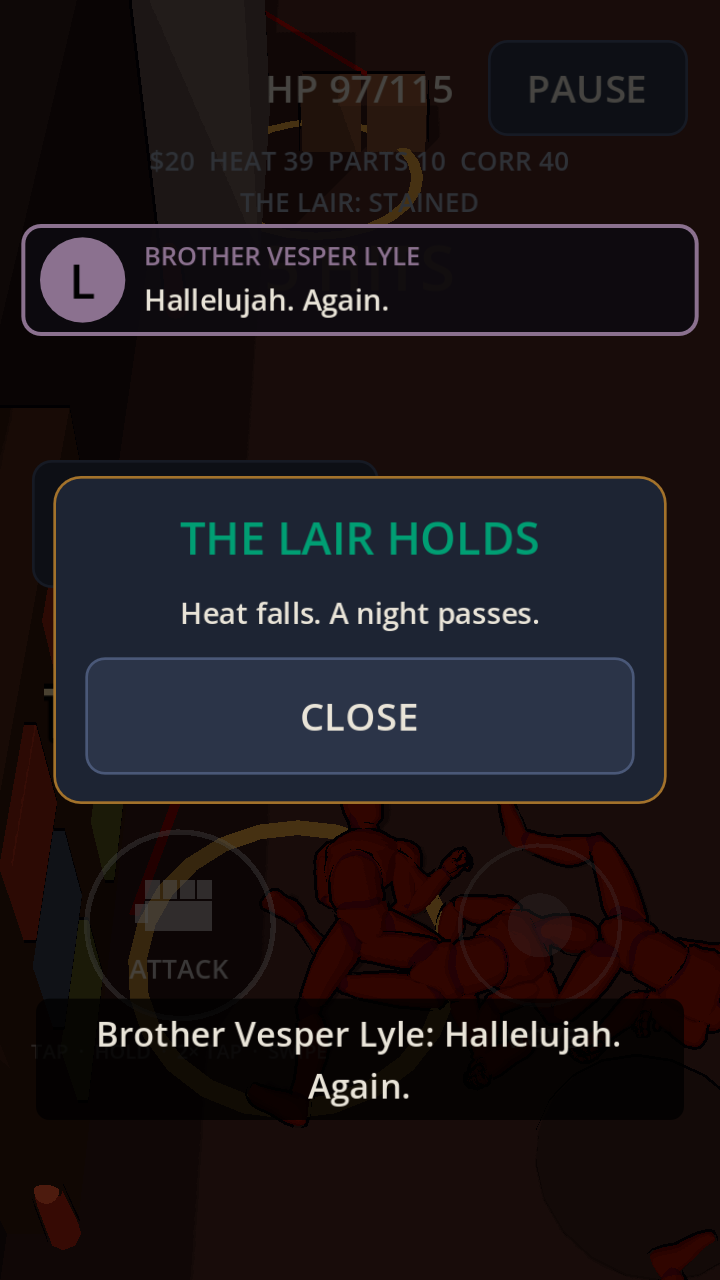 HP 97/115
PAUSE
$20 HEAT 39 PARTS 10 CORR 40
THE LAIR: STAINED
BROTHER VESPER LYLE
L
Hallelujah. Again.
THE LAIR HOLDS
Heat falls. A night passes.
CLOSE
ATTACK
Brother Vesper Lyle: Hallelujah.
Again.